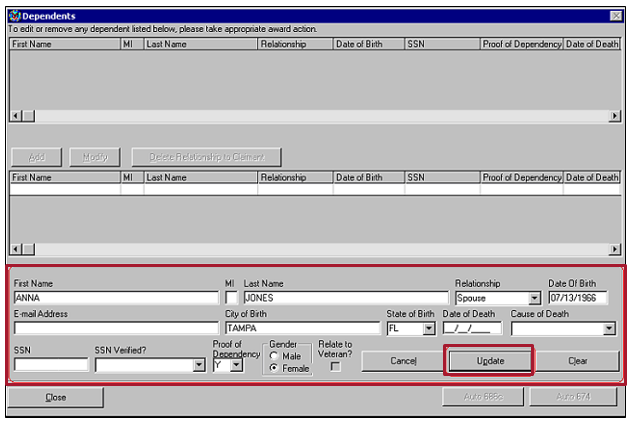 Dependents
To edit or remove any dependent listed below, please take appropriate award action.
First Name MI Last Name Relationship Date of Birth SSN Proof of Dependency Date of Death
Add Modify Delete Relationship to Claimant
First Name MI Last Name Relationship Date of Birth SSN Proof of Dependency Date of Death
First Name MI Last Name Relationship Date Of Birth
ANNA JONES Spouse 07/13/1966
E-mail Address City of Birth State of Birth Date of Death Cause of Death
TAMPA FL __/__/____
SSN SSN Verified? Proof of Dependency Gender Relate to Veteran?
Y Male
Female
Cancel Update Clear
Close Auto 686c Auto 674